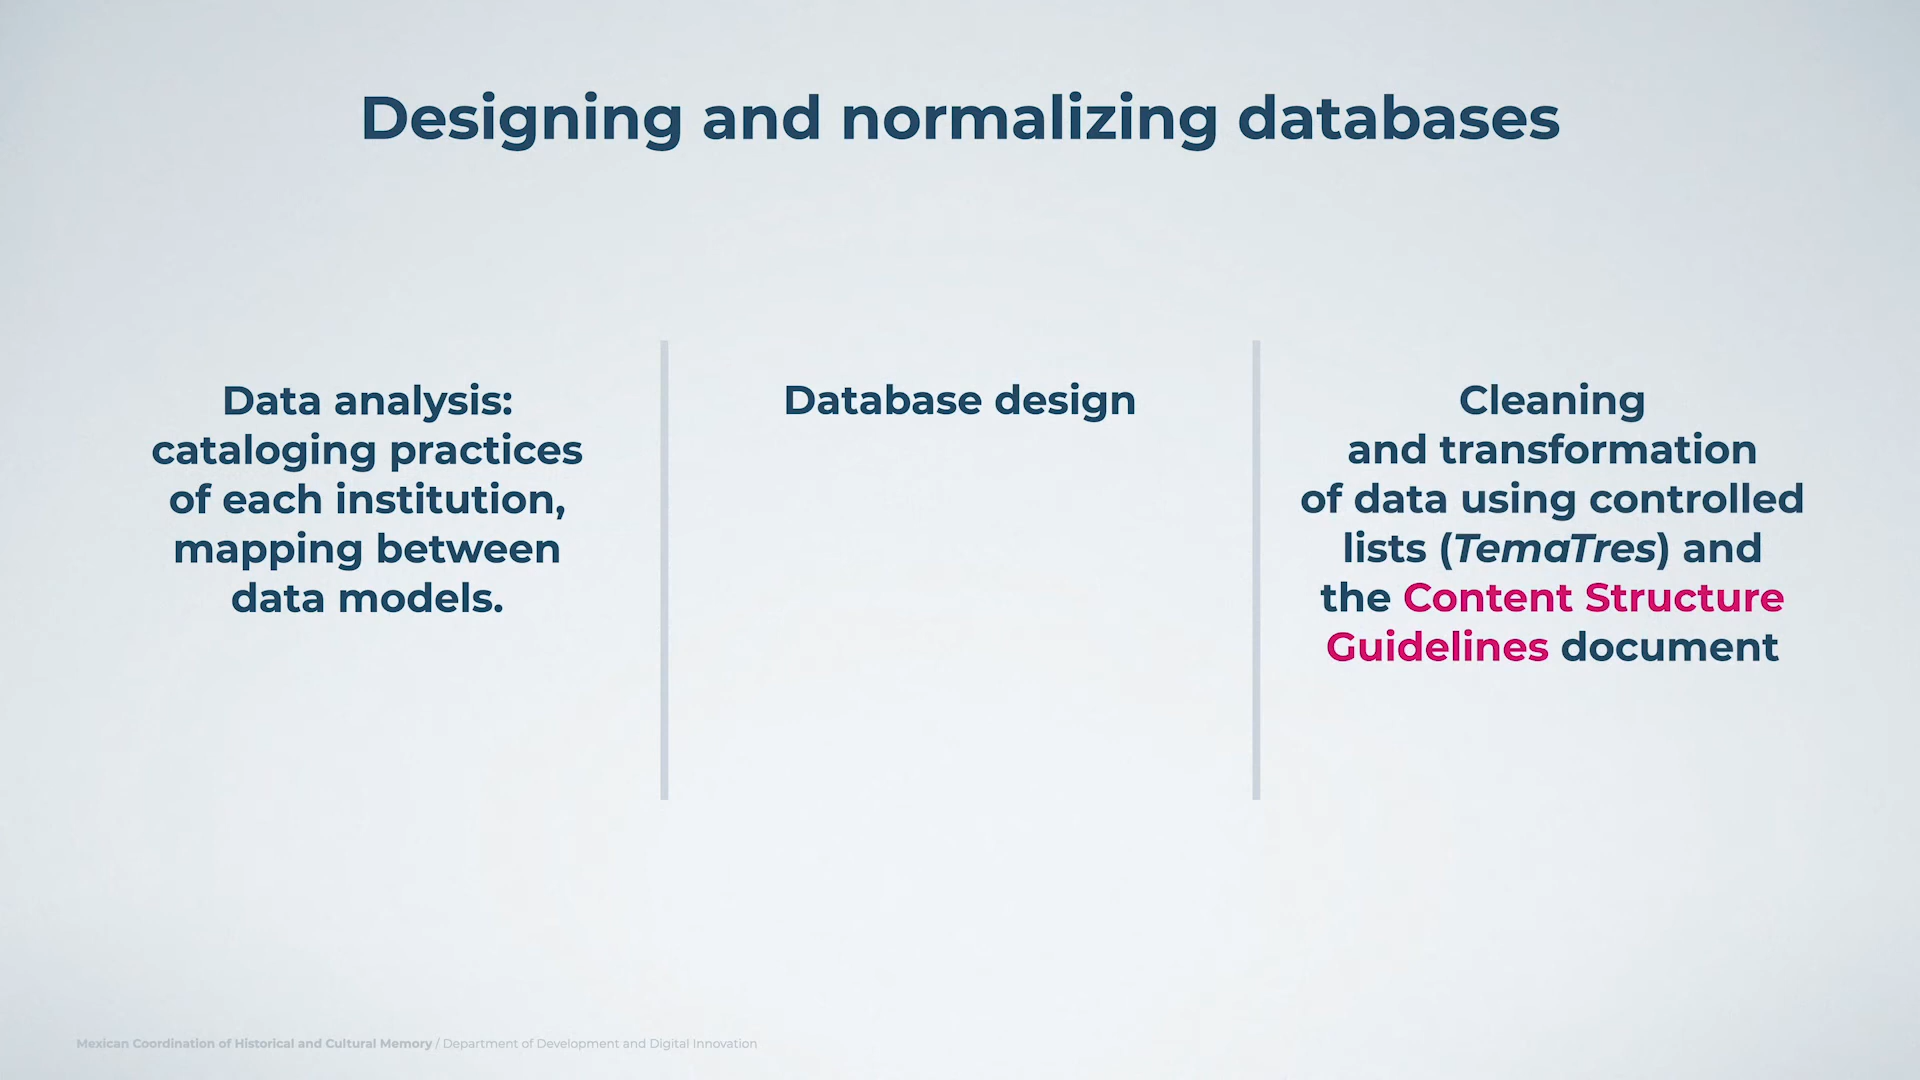 Designing and normalizing databases
Data analysis:
cataloging practices
of each institution,
mapping between
data models.
Database design
Cleaning
and transformation
of data using controlled
lists (TemaTres) and
the Content Structure
Guidelines document
Mexican Coordination of Historical and Cultural Memory / Department of Development and Digital Innovation